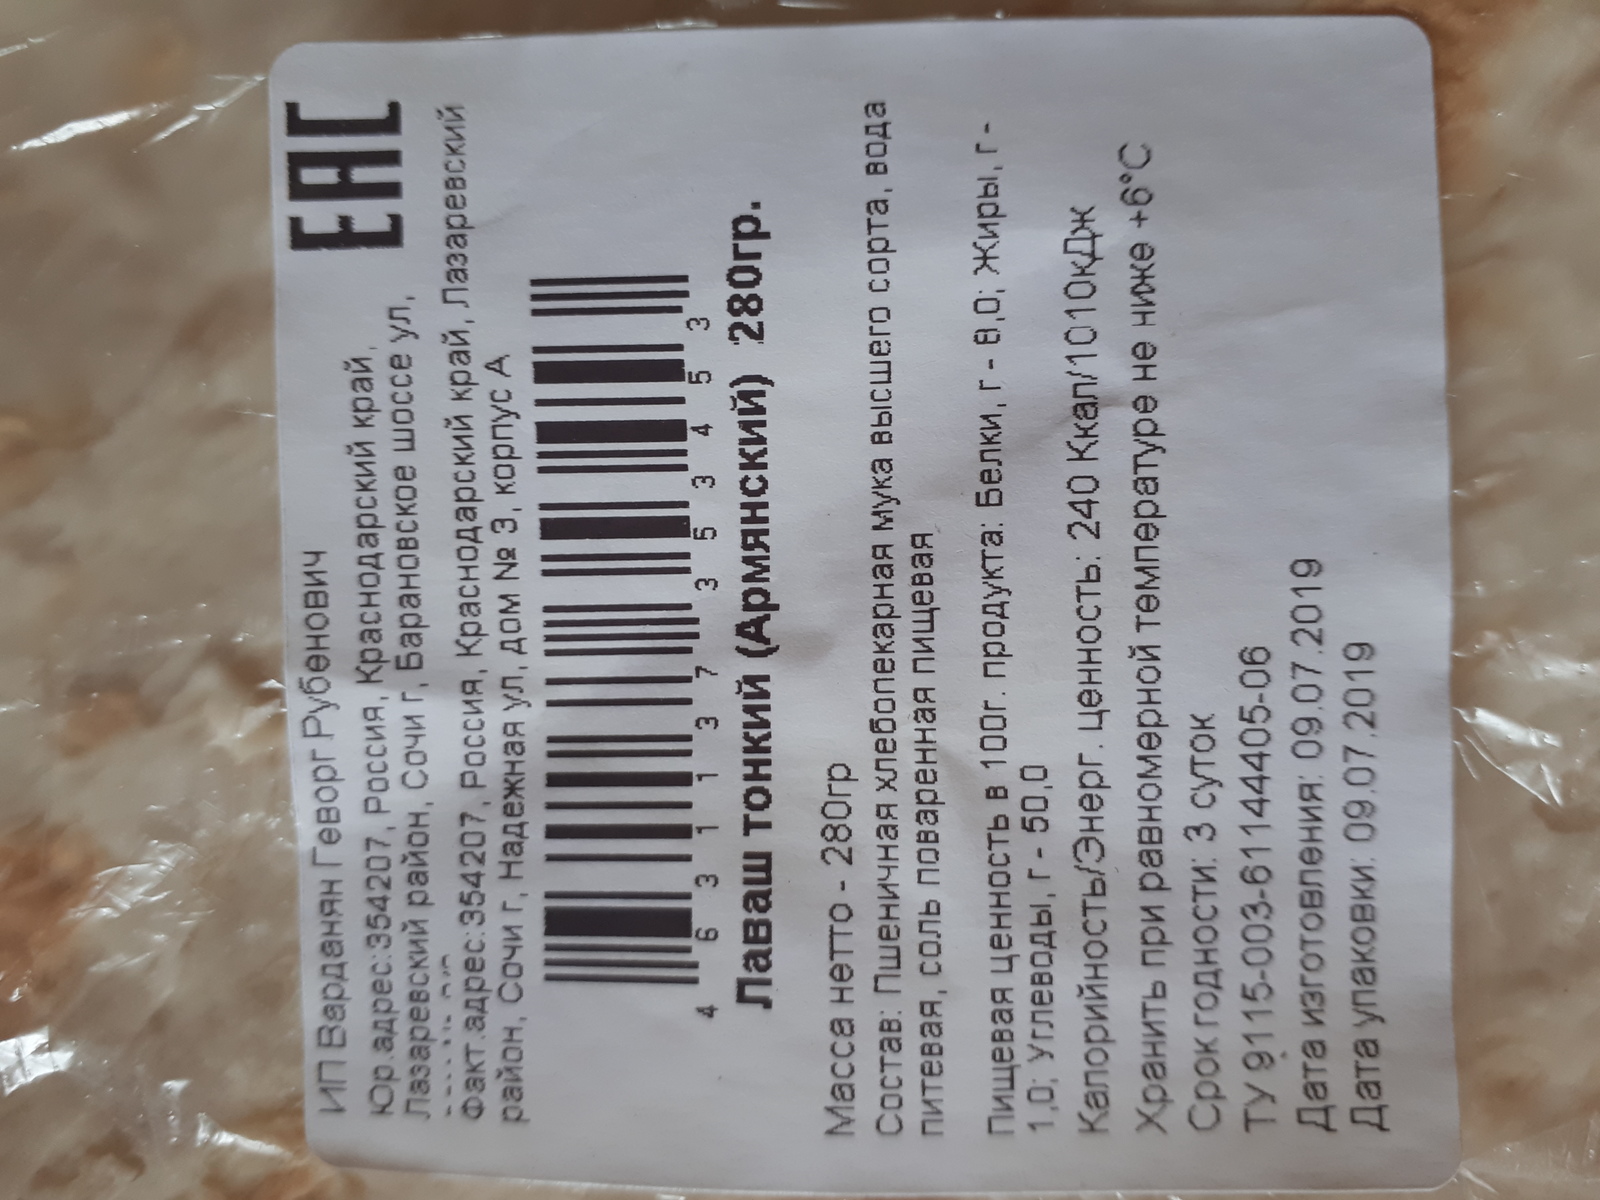 ЕАС
ИП Варданян Геворг Рубенович
Юр.адрес:354207, Россия, Краснодарский край,
Лазаревский район, Сочи г, Барановское шоссе ул,
Факт.адрес:354207, Россия, Краснодарский край, Лазаревский
район, Сочи г, Надежная ул, дом № 3, корпус А
4 631137 353453
Лаваш тонкий (Армянский) 280гр.
Масса нетто - 280гр
Состав: Пшеничная хлебопекарная мука высшего сорта, вода
питевая, соль поваренная пищевая
Пищевая ценность в 100г. продукта: Белки, г - 8,0; Жиры, г -
1,0; Углеводы, г - 50,0
Калорийность/Энерг. ценность: 240 Ккал/1010кДж
Хранить при равномерной температуре не ниже +6°С
Срок годности: 3 суток
ТУ 9115-003-61144405-06
Дата изготовления: 09.07.2019
Дата упаковки: 09.07.2019